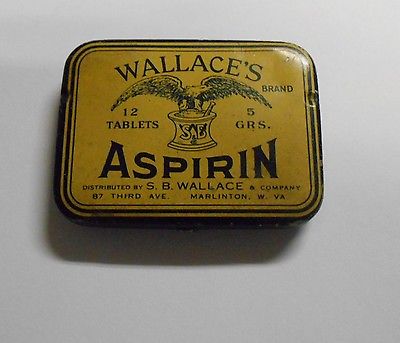 WALLACE'S
BRAND
12 TABLETS
5 GRS.
ASPIRIN
DISTRIBUTED BY S. B. WALLACE & COMPANY
87 THIRD AVE. MARLINTON, W. VA